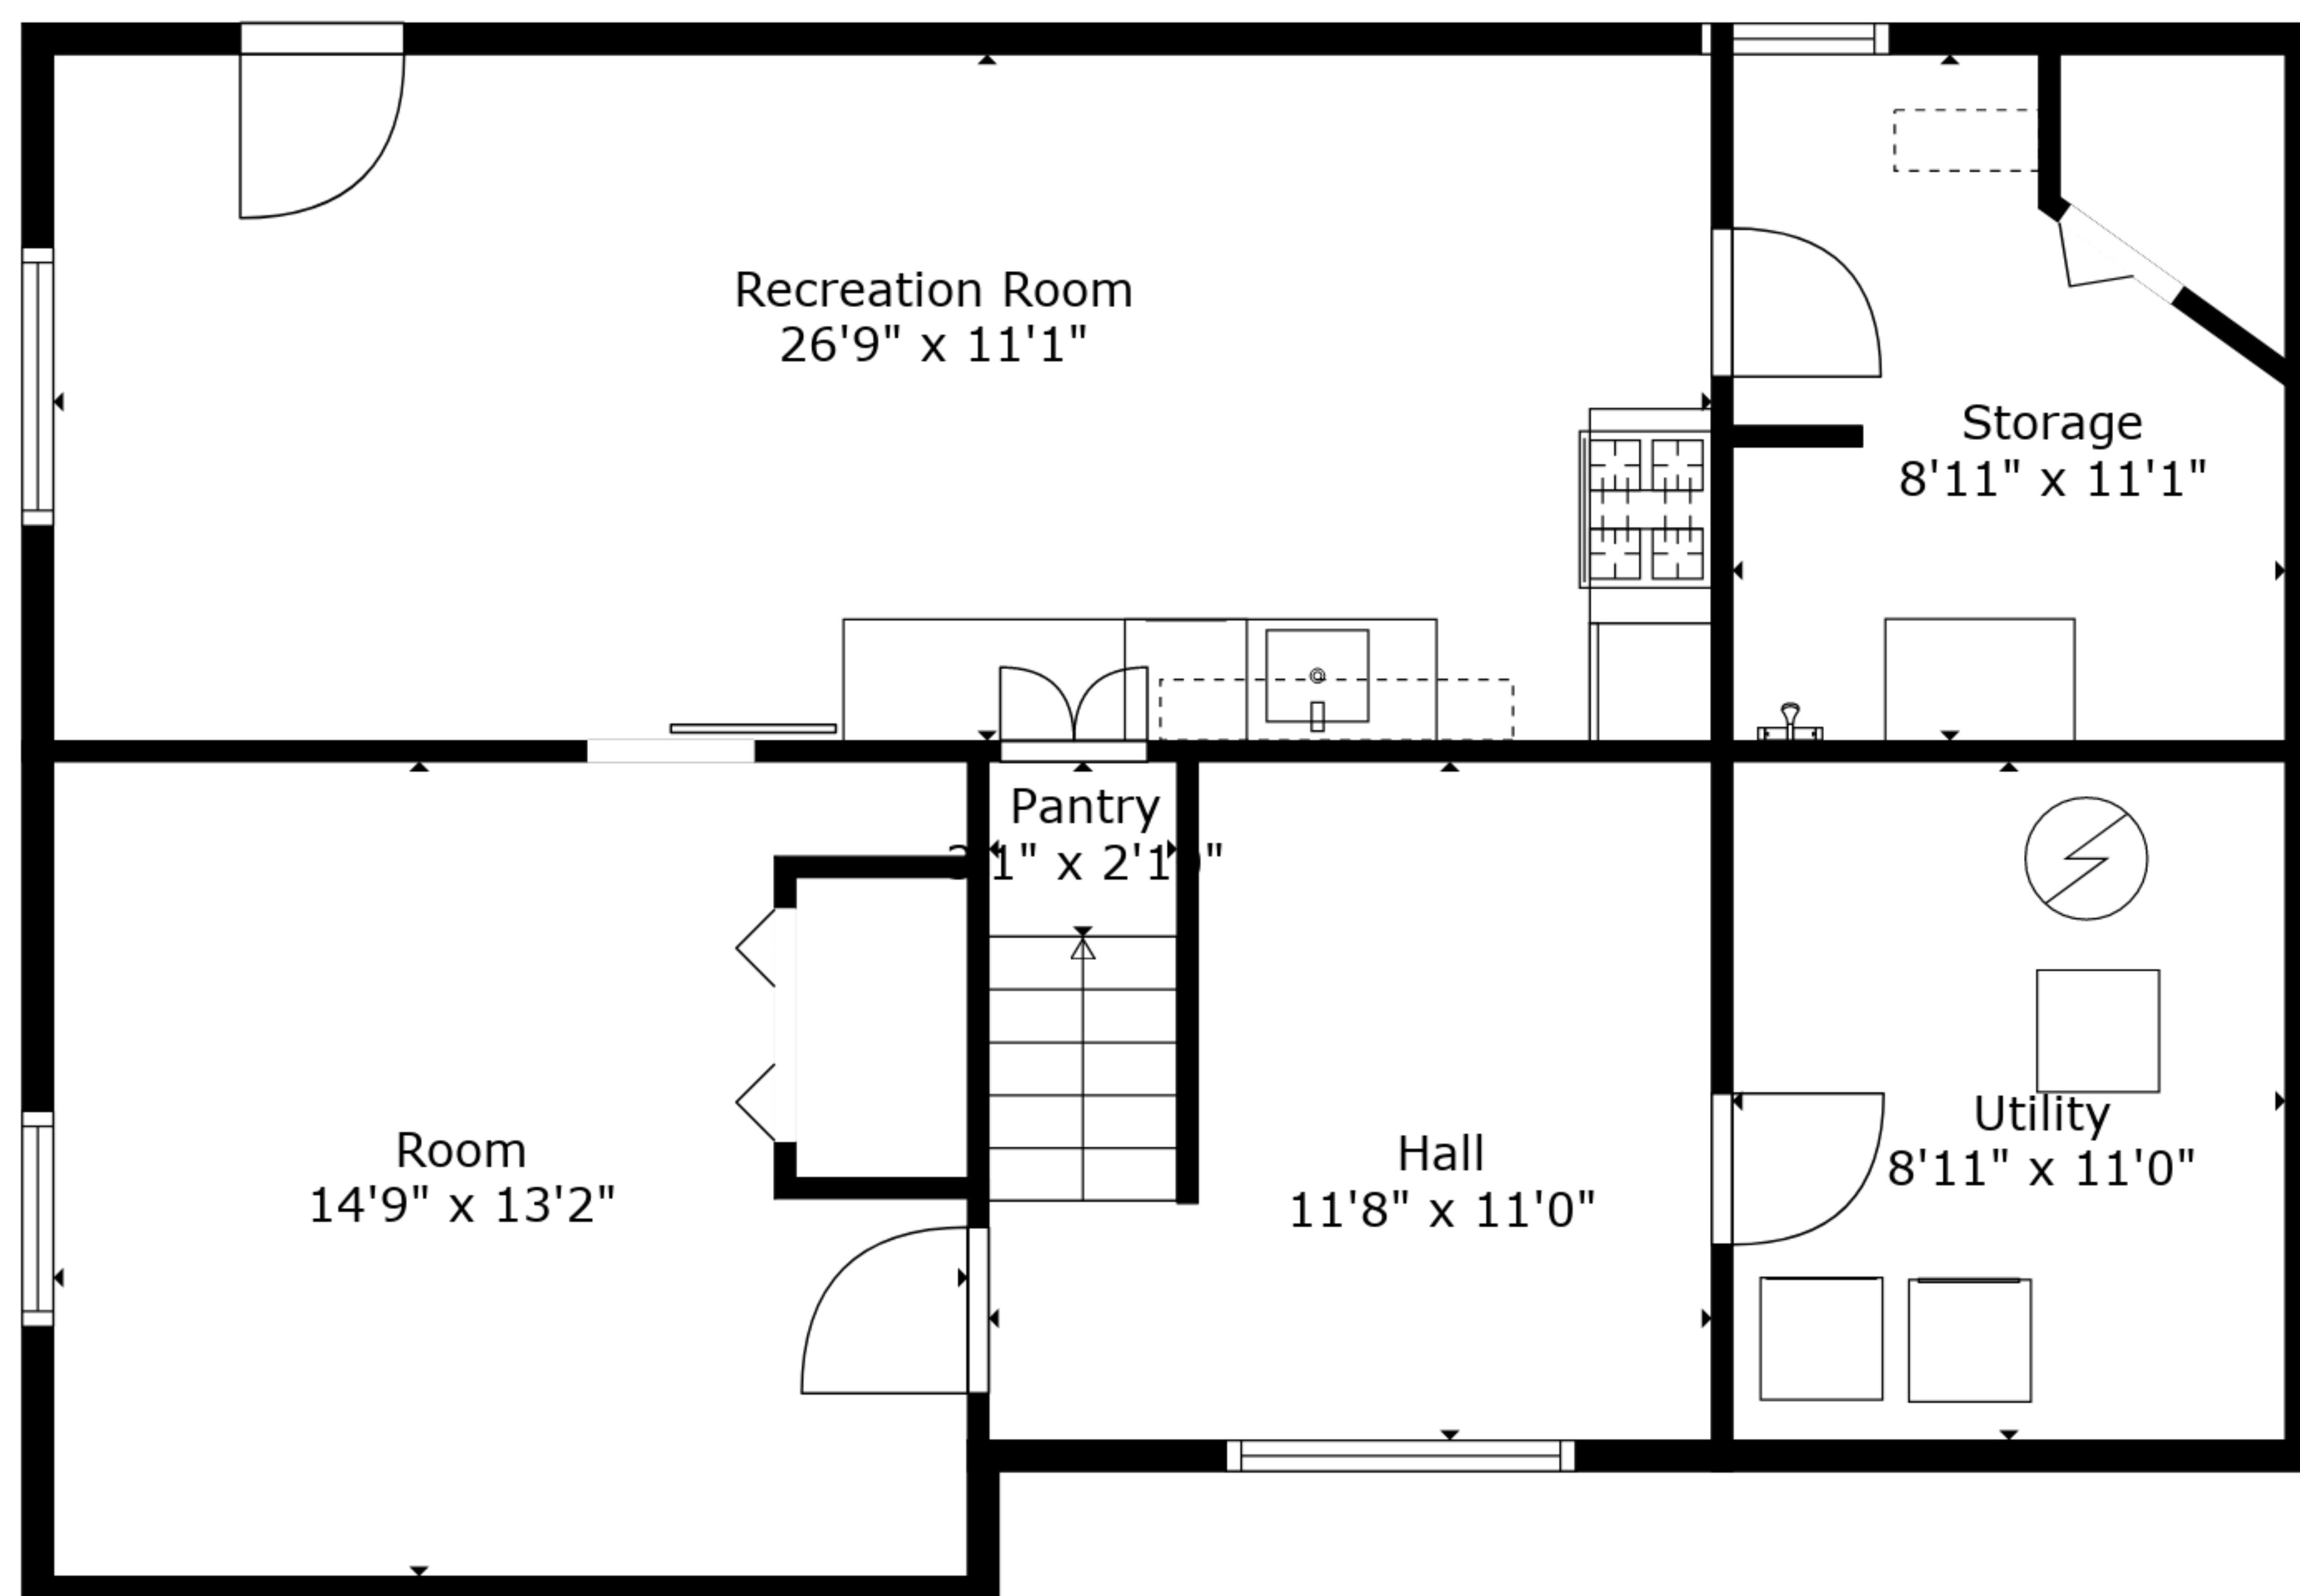 Recreation Room
26'9" x 11'1"
Storage
8'11" x 11'1"
Pantry
x
Room
14'9" x 13'2"
Hall
11'8" x 11'0"
Utility
8'11" x 11'0"